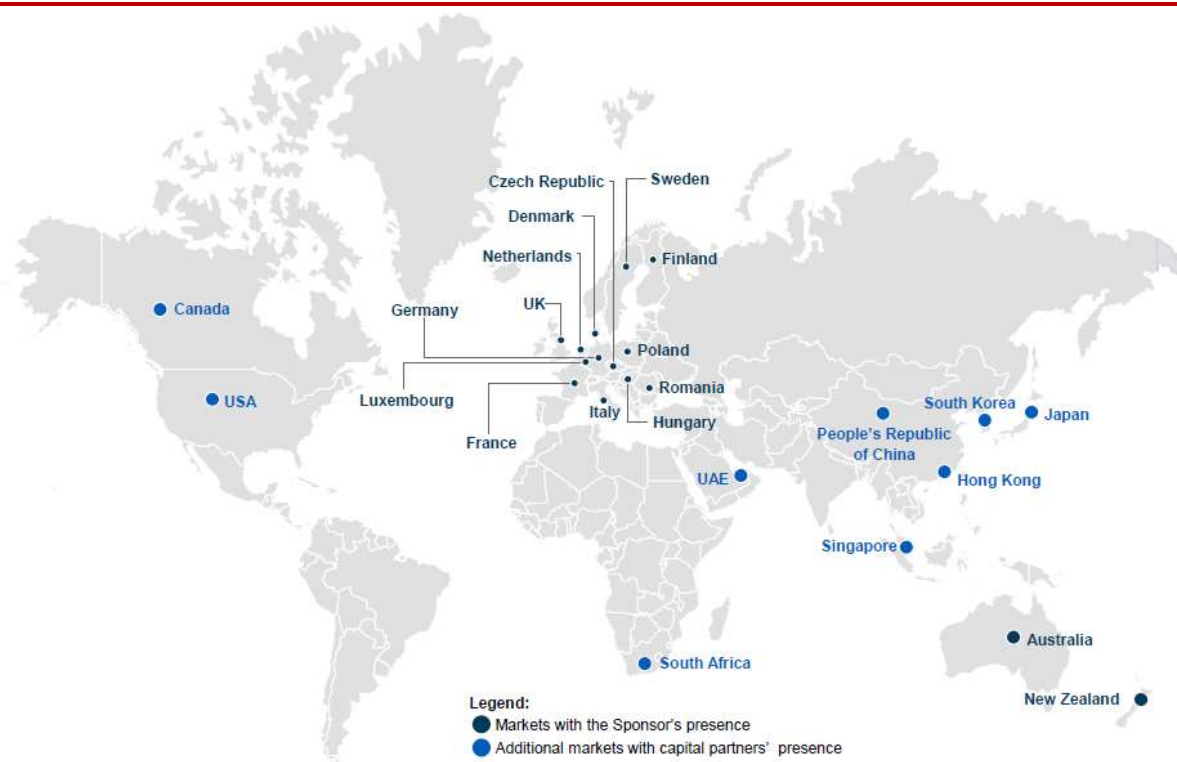 Czech Republic
Sweden
Denmark
Netherlands
Finland
UK
Germany
Canada
Poland
Romania
USA
Luxembourg
Italy
Hungary
France
South Korea
Japan
People's Republic
of China
UAE
Hong Kong
Singapore
Australia
South Africa
New Zealand
Legend:
Markets with the Sponsor's presence
Additional markets with capital partners' presence